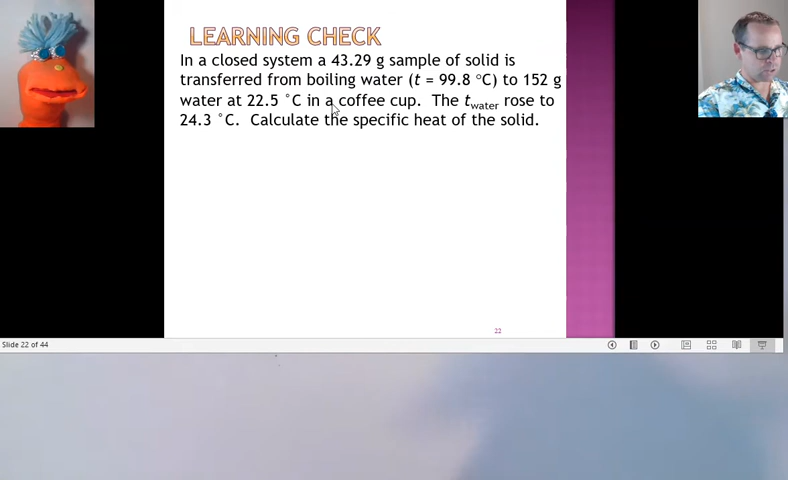 LEARNING CHECK
In a closed system a 43.29 g sample of solid is
transferred from boiling water (t = 99.8 °C) to 152 g
water at 22.5 ˚C in a coffee cup.  The t water rose to
24.3 ˚C.  Calculate the specific heat of the solid.
22
Slide 22 of 44